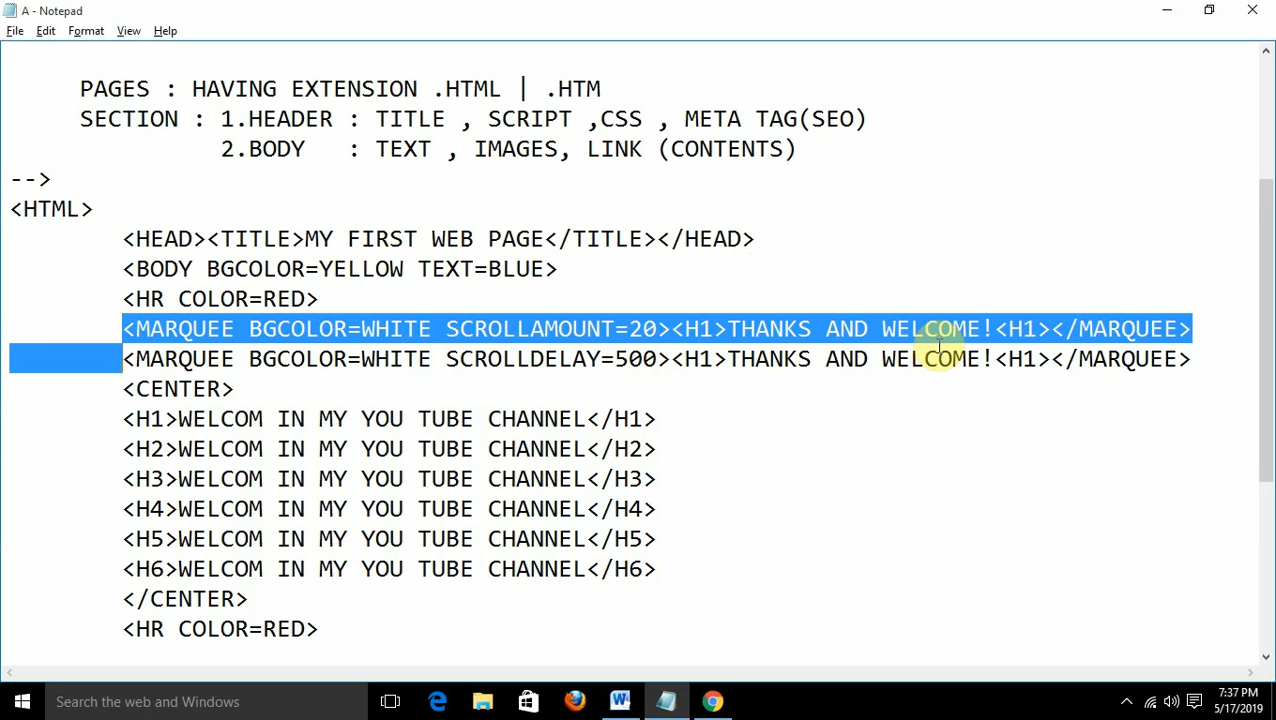 A - Notepad
File Edit Format View Help
PAGES : HAVING EXTENSION .HTML | .HTM
SECTION : 1.HEADER : TITLE , SCRIPT ,CSS , META TAG(SEO)
2.BODY : TEXT , IMAGES, LINK (CONTENTS)
-->
<HTML>
<HEAD><TITLE>MY FIRST WEB PAGE</TITLE></HEAD>
<BODY BGCOLOR=YELLOW TEXT=BLUE>
<HR COLOR=RED>
<MARQUEE BGCOLOR=WHITE SCROLLAMOUNT=20><H1>THANKS AND WELCOME!<H1></MARQUEE>
<MARQUEE BGCOLOR=WHITE SCROLLDELAY=500><H1>THANKS AND WELCOME!<H1></MARQUEE>
<CENTER>
<H1>WELCOM IN MY YOU TUBE CHANNEL</H1>
<H2>WELCOM IN MY YOU TUBE CHANNEL</H2>
<H3>WELCOM IN MY YOU TUBE CHANNEL</H3>
<H4>WELCOM IN MY YOU TUBE CHANNEL</H4>
<H5>WELCOM IN MY YOU TUBE CHANNEL</H5>
<H6>WELCOM IN MY YOU TUBE CHANNEL</H6>
</CENTER>
<HR COLOR=RED>
Search the web and Windows
7:37 PM
5/17/2019